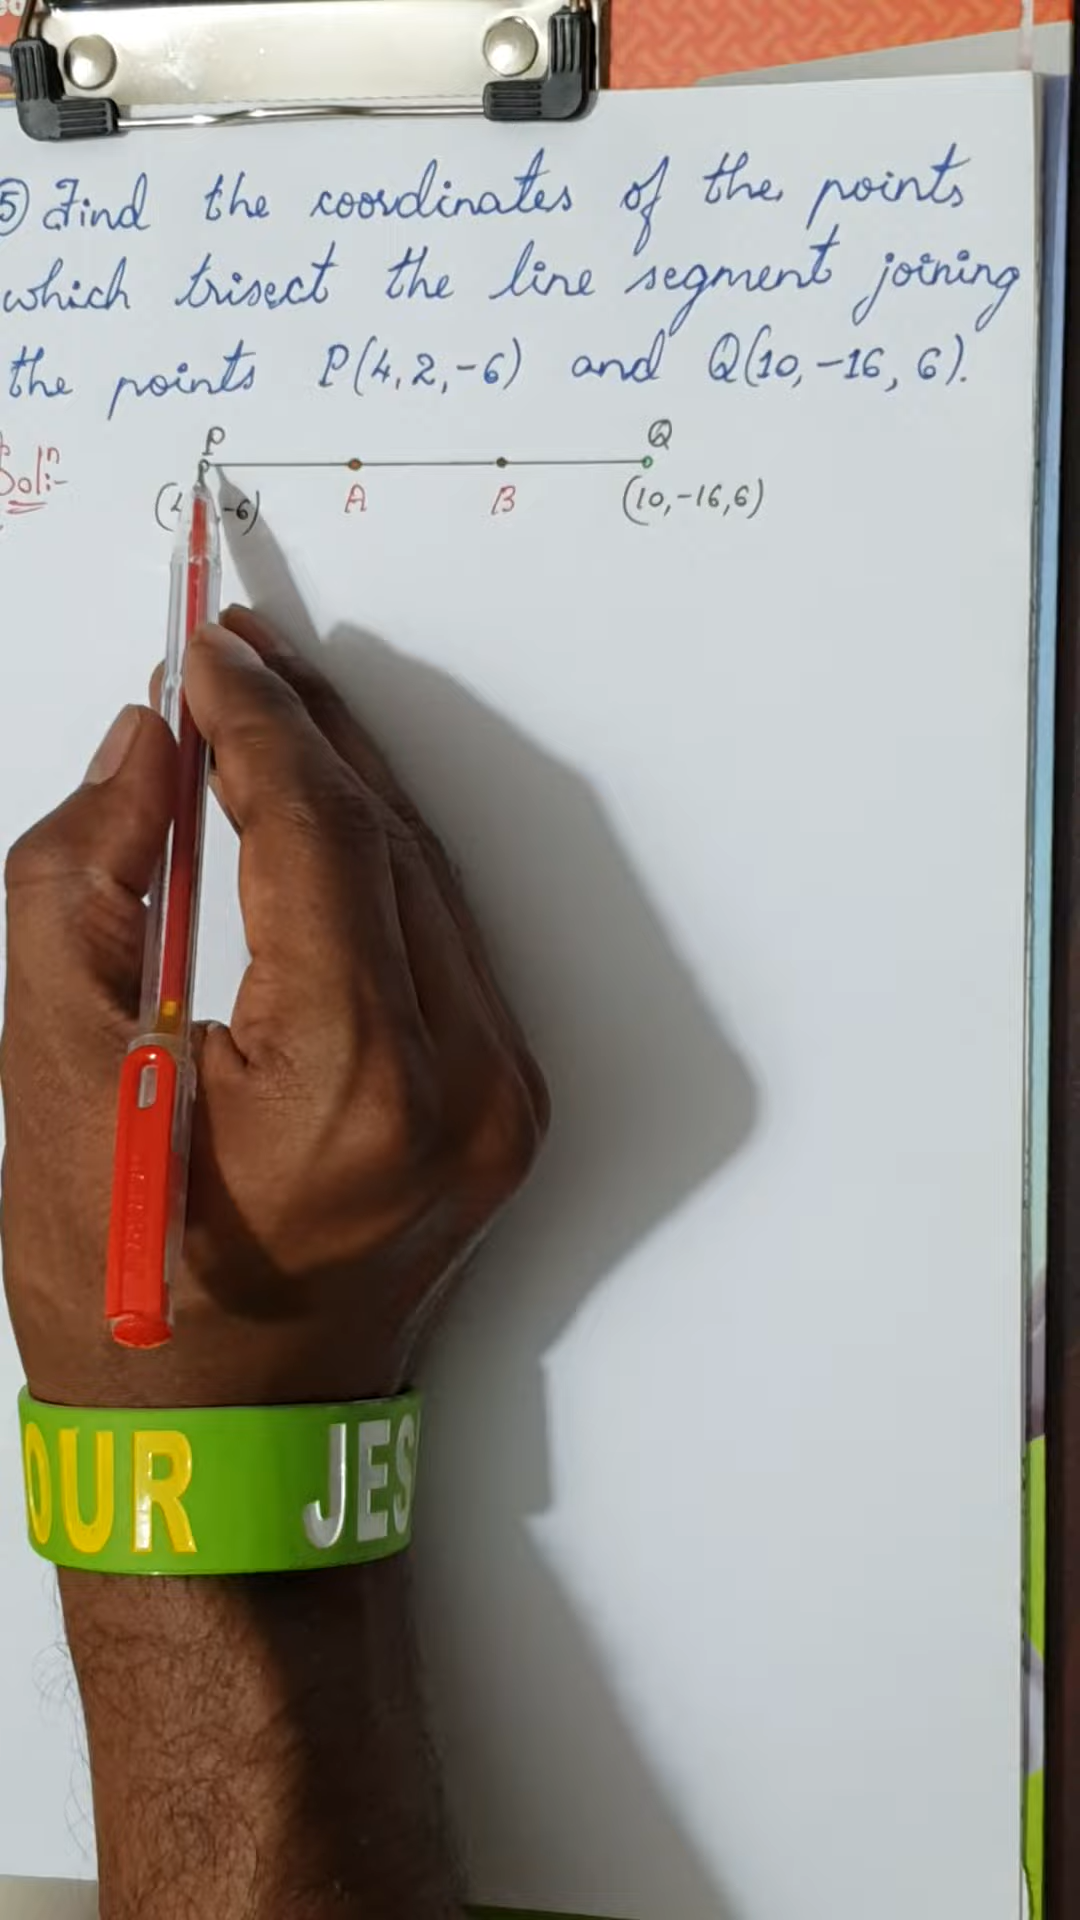 ⑤ Find the coordinates of the points
which trisect the line segment joining
the points P(4,2,-6) and Q(10,-16, 6).
Solⁿ:-
P Q
-6) A B (10,-16,6)
OUR JES